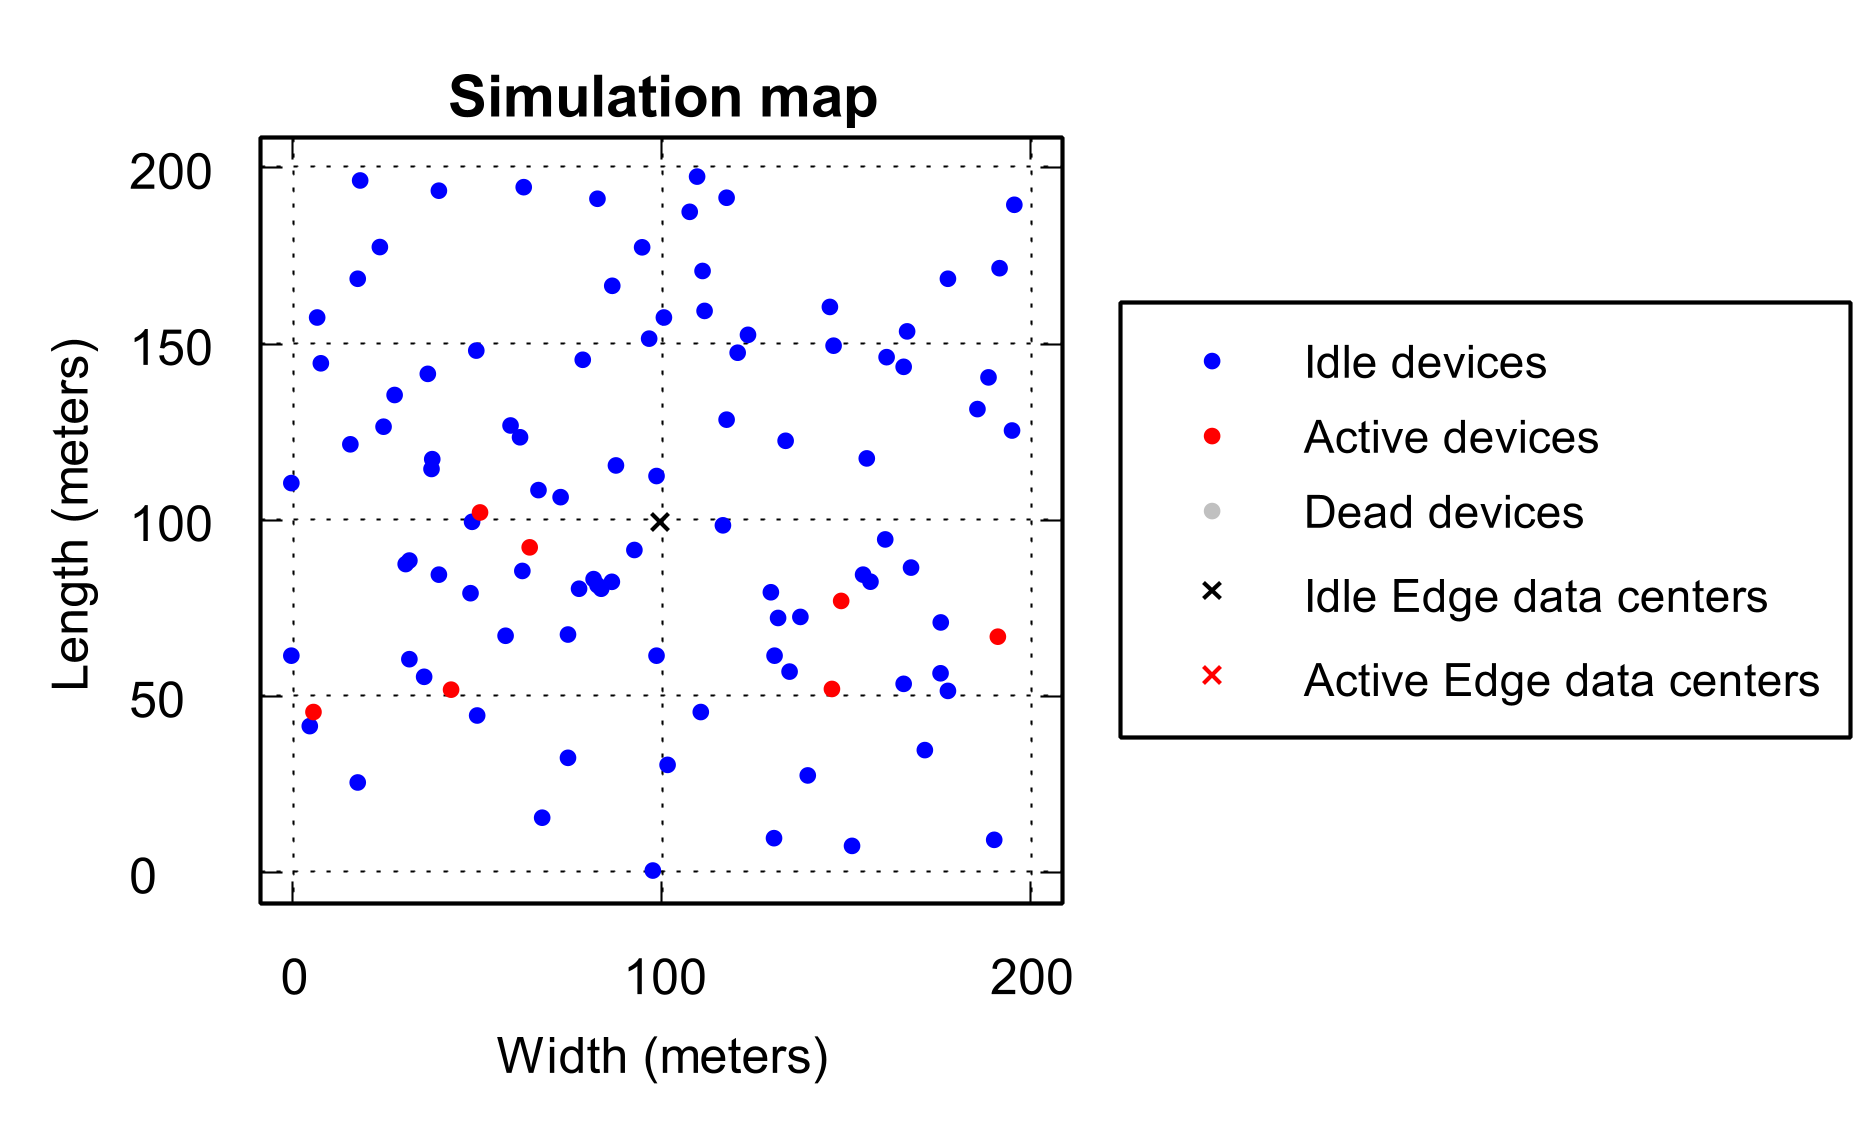 Simulation map
200
150
100
50
0
Length (meters)
0 100 200
Width (meters)
Idle devices
Active devices
Dead devices
Idle Edge data centers
Active Edge data centers